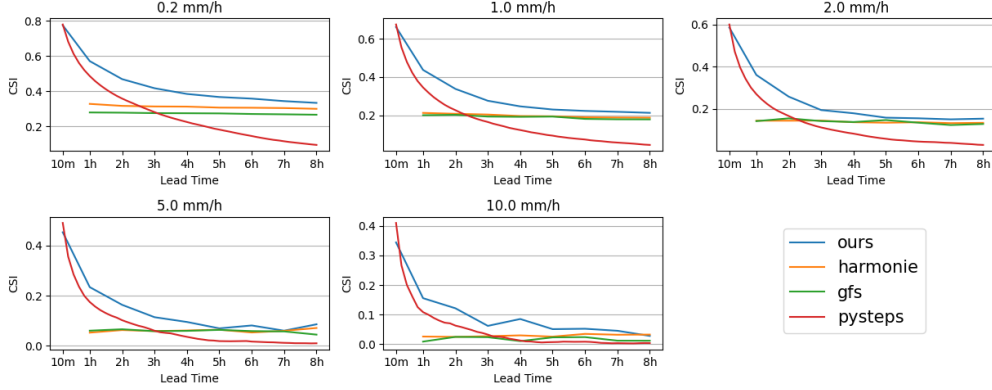 0.2 mm/h
CSI
0.8
0.6
0.4
0.2
10m 1h 2h 3h 4h 5h 6h 7h 8h
Lead Time
1.0 mm/h
CSI
0.6
0.4
0.2
10m 1h 2h 3h 4h 5h 6h 7h 8h
Lead Time
2.0 mm/h
CSI
0.6
0.4
0.2
10m 1h 2h 3h 4h 5h 6h 7h 8h
Lead Time
5.0 mm/h
CSI
0.4
0.2
0.0
10m 1h 2h 3h 4h 5h 6h 7h 8h
Lead Time
10.0 mm/h
CSI
0.4
0.3
0.2
0.1
0.0
10m 1h 2h 3h 4h 5h 6h 7h 8h
Lead Time
ours
harmonie
gfs
pysteps